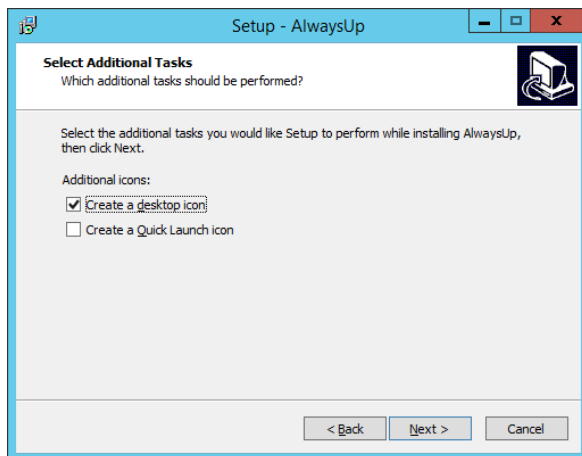 Setup - AlwaysUp
Select Additional Tasks
Which additional tasks should be performed?
Select the additional tasks you would like Setup to perform while installing AlwaysUp,
then click Next.
Additional icons:
Create a desktop icon
Create a Quick Launch icon
< Back
Next >
Cancel